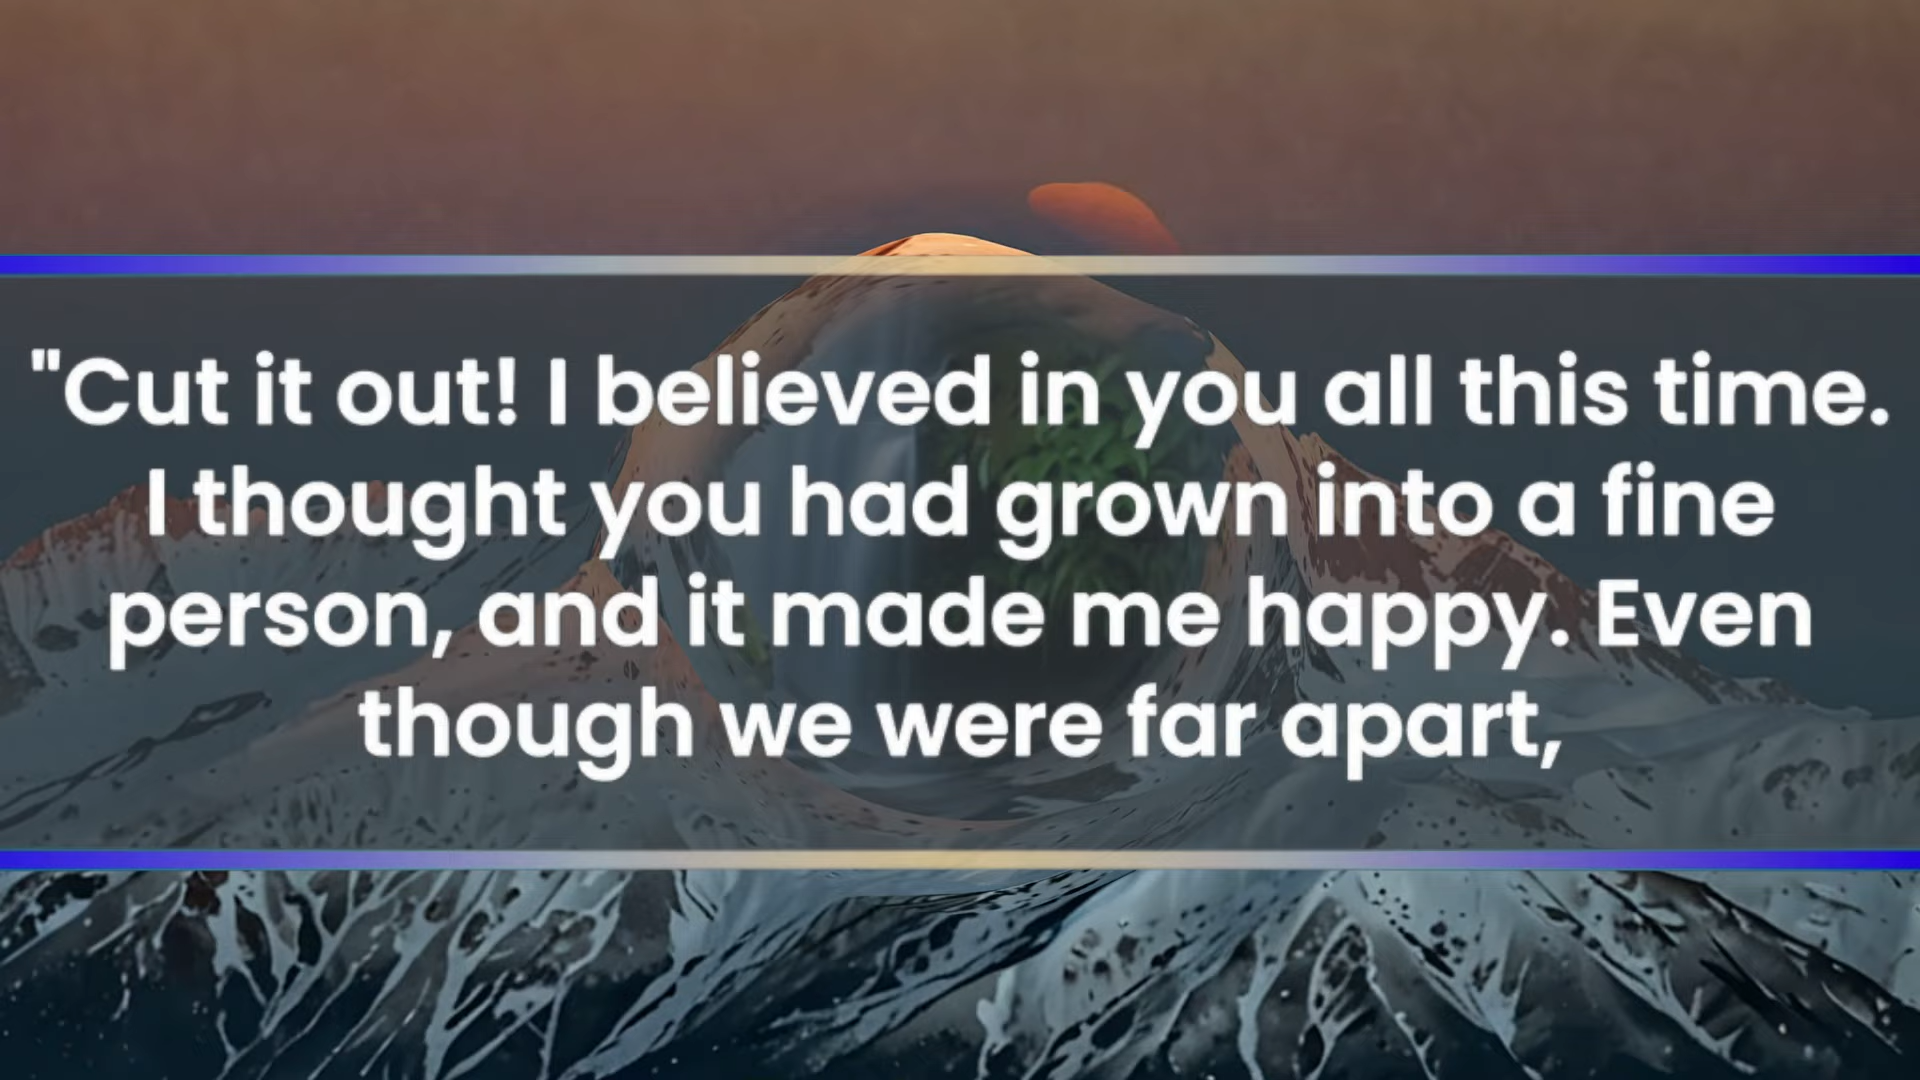 "Cut it out! I believed in you all this time.
I thought you had grown into a fine
person, and it made me happy. Even
though we were far apart,